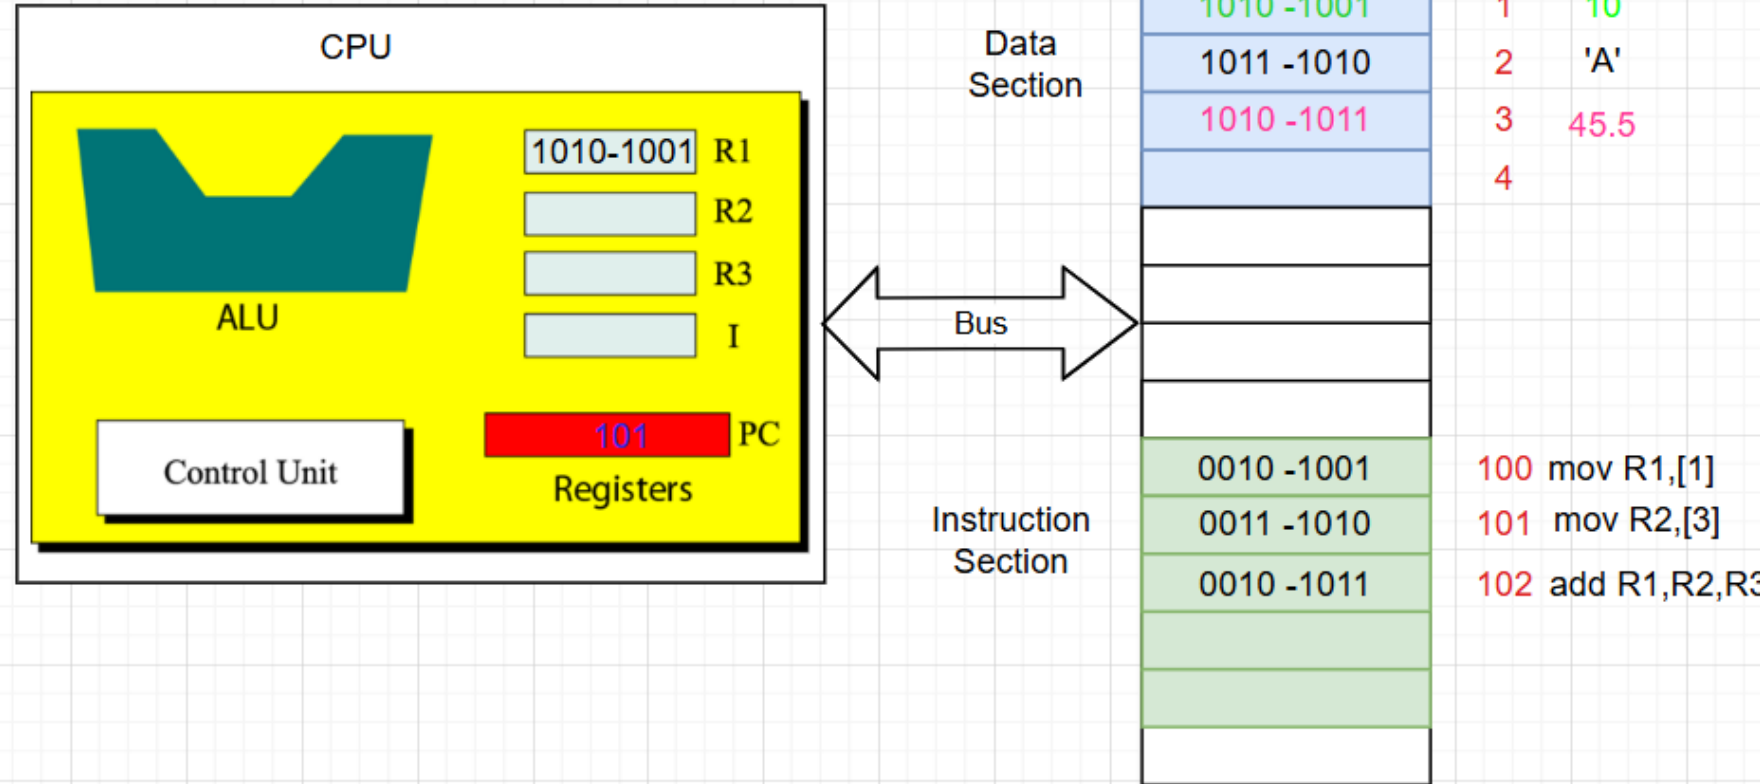 CPU
1010-1001 R1
R2
R3
I
ALU
101 PC
Control Unit
Registers
Bus
Data
Section
1010 -1001 1 10
1011 -1010 2 'A'
1010 -1011 3 45.5
4
Instruction
Section
0010 -1001 100 mov R1,[1]
0011 -1010 101 mov R2,[3]
0010 -1011 102 add R1,R2,R3